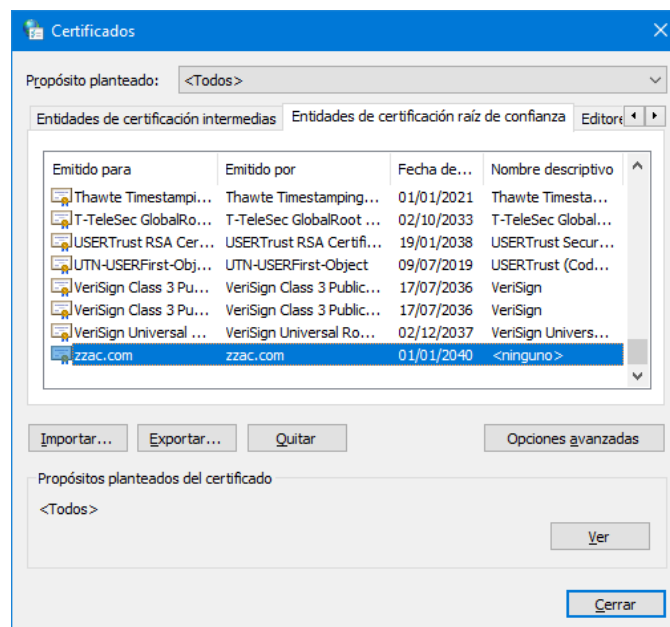 Certificados
Propósito planteado: <Todos>
Entidades de certificación intermedias Entidades de certificación raíz de confianza Editore
Emitido para Emitido por Fecha de... Nombre descriptivo
Thawte Timestampi... Thawte Timestamping... 01/01/2021 Thawte Timesta...
T-TeleSec GlobalRo... T-TeleSec GlobalRoot ... 02/10/2033 T-TeleSec Global...
USERTrust RSA Cer... USERTrust RSA Certifi... 19/01/2038 USERTrust Secur...
UTN-USERFirst-Obj... UTN-USERFirst-Object 09/07/2019 USERTrust (Cod...
VeriSign Class 3 Pu... VeriSign Class 3 Public... 17/07/2036 VeriSign
VeriSign Class 3 Pu... VeriSign Class 3 Public... 17/07/2036 VeriSign
VeriSign Universal ... VeriSign Universal Ro... 02/12/2037 VeriSign Univers...
zzac.com zzac.com 01/01/2040 <ninguno>
Importar... Exportar... Quitar Opciones avanzadas
Propósitos planteados del certificado
<Todos>
Ver
Cerrar